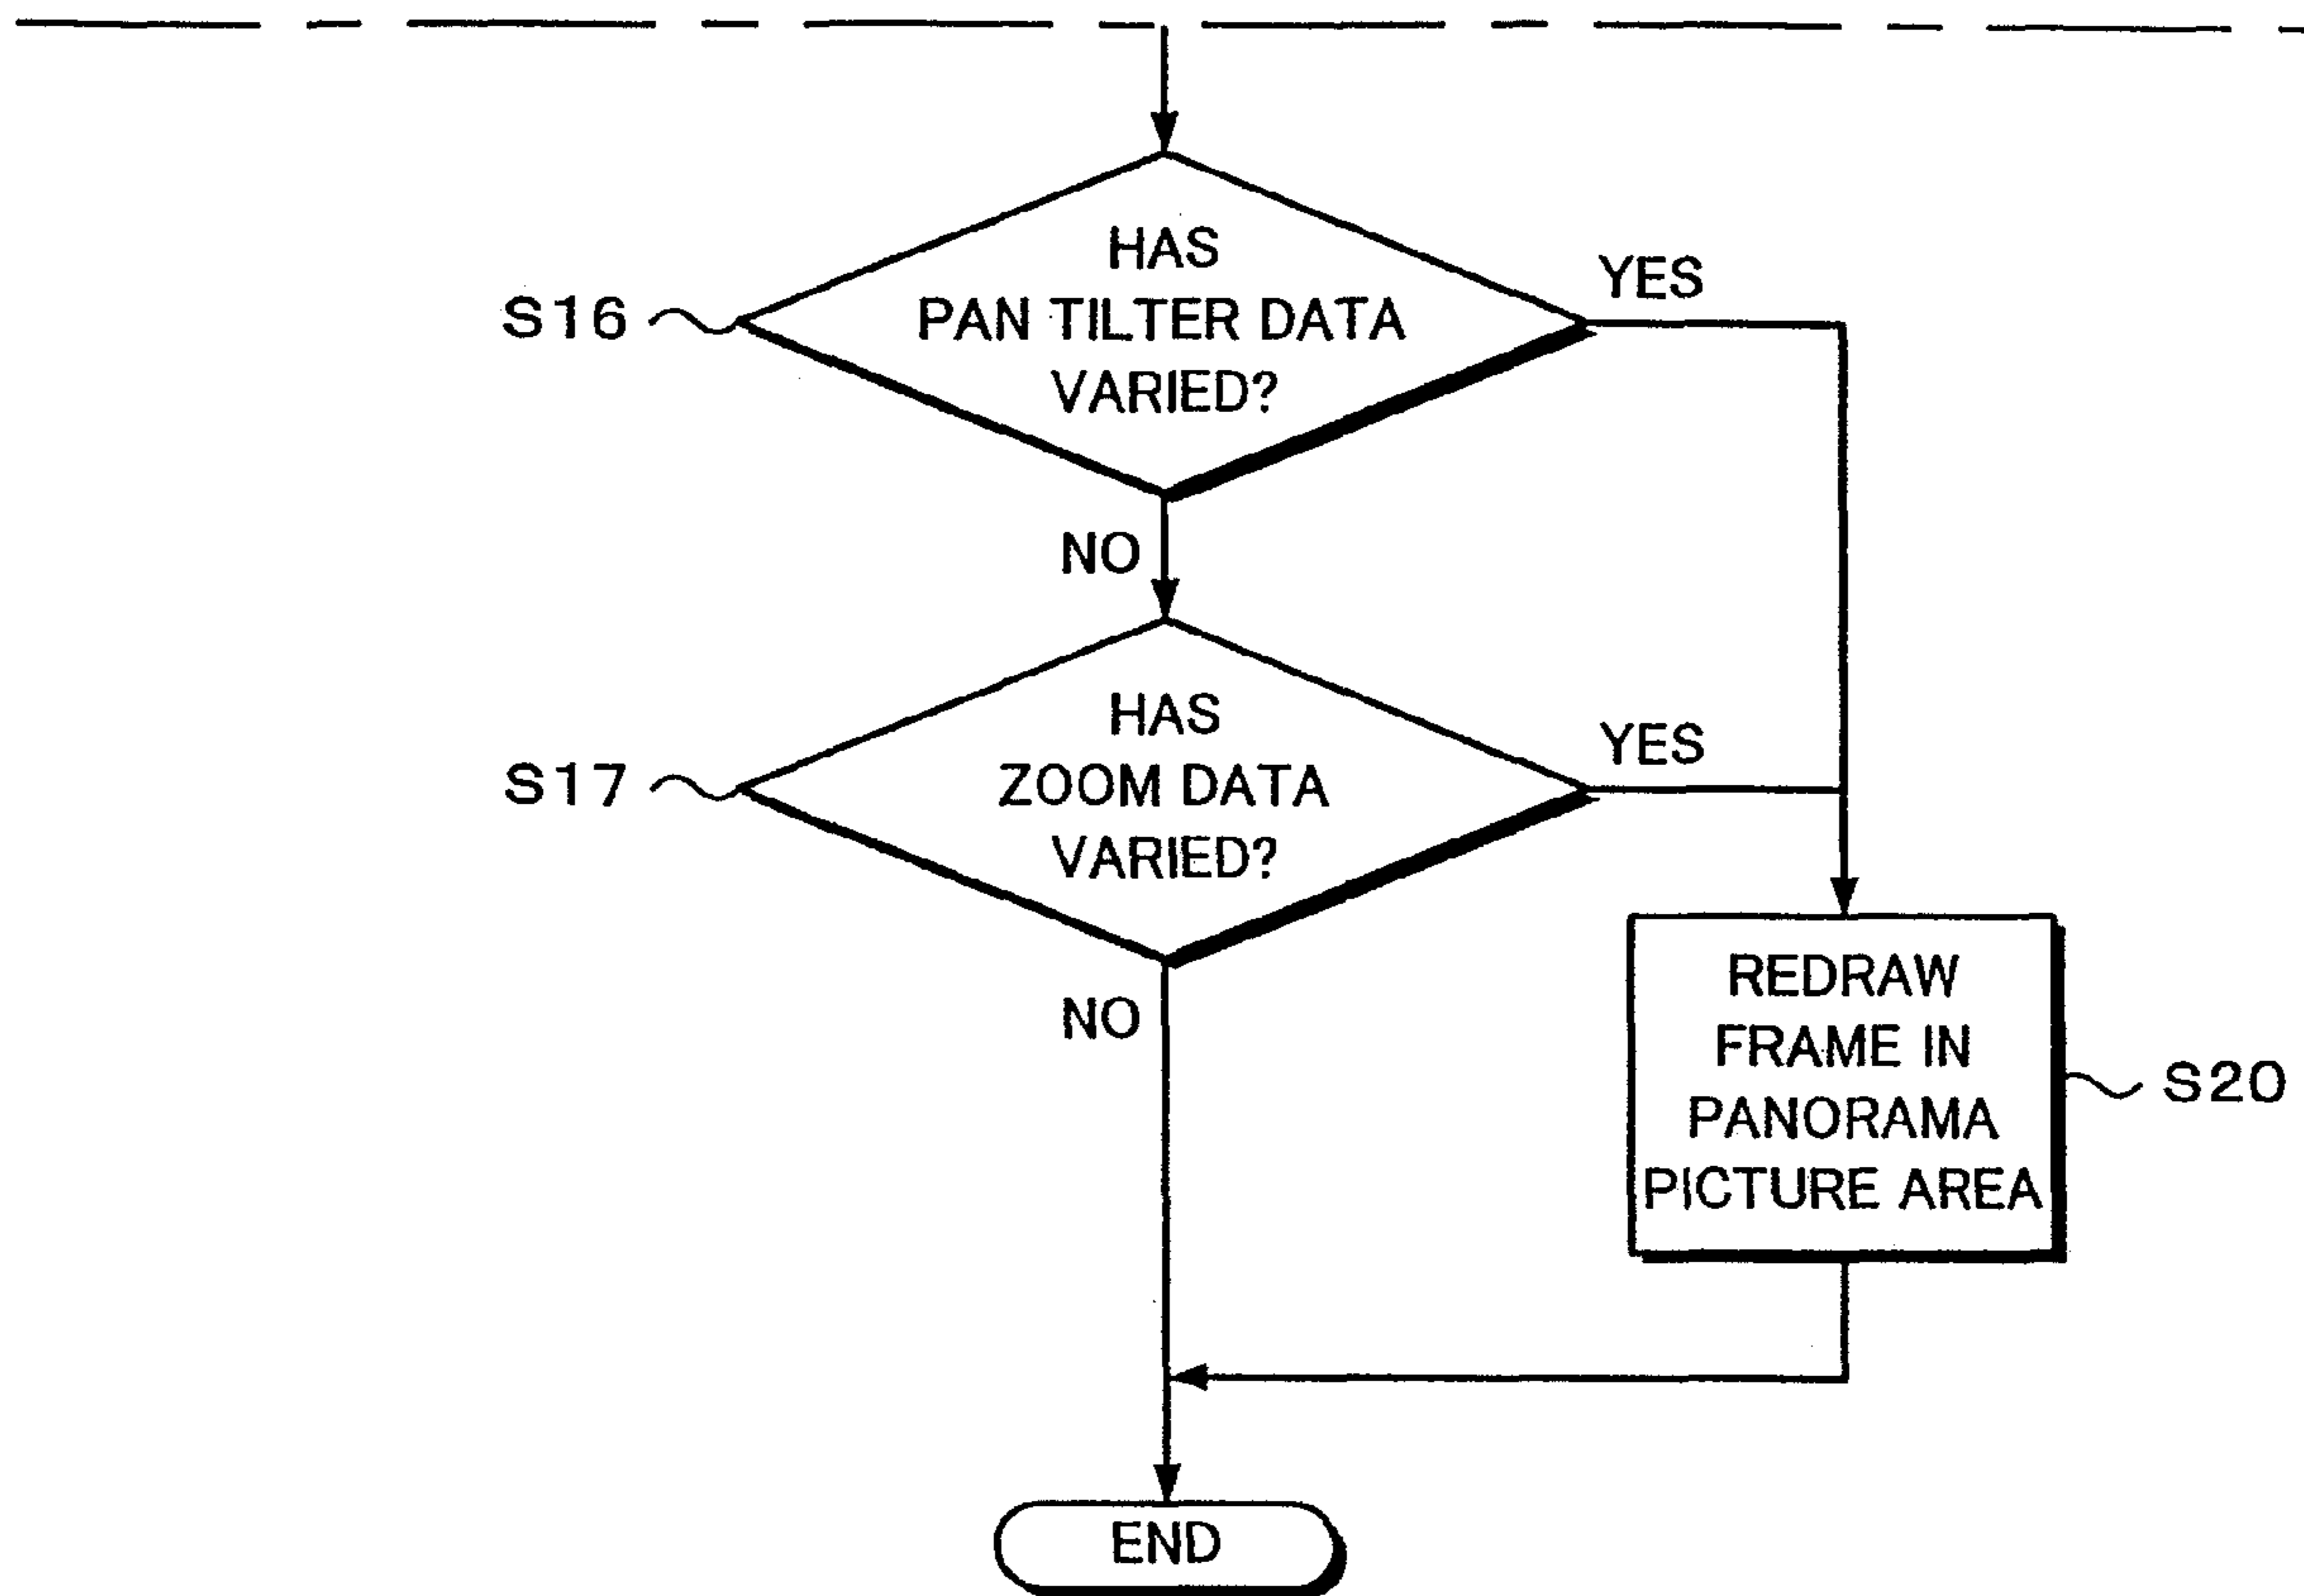 HAS
PAN TILTER DATA
VARIED?
YES
S16
NO
HAS
ZOOM DATA
VARIED?
YES
S17
NO
REDRAW
FRAME IN
PANORAMA
PICTURE AREA
S20
END